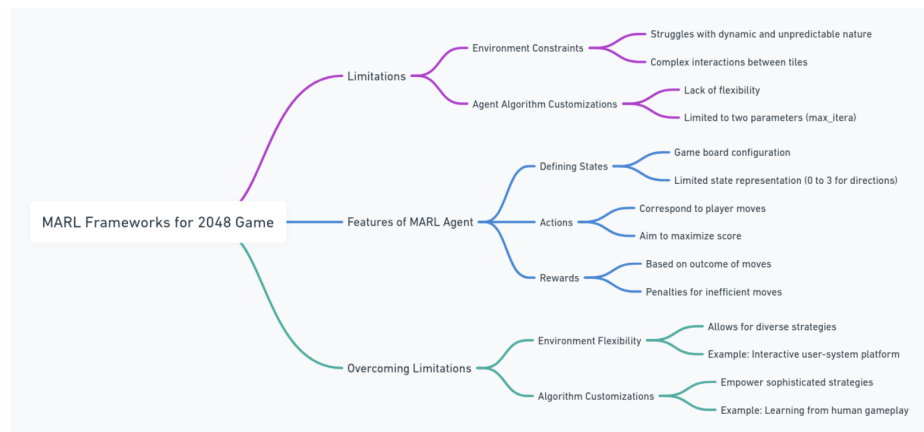 MARL Frameworks for 2048 Game
Limitations
Environment Constraints
Struggles with dynamic and unpredictable nature
Complex interactions between tiles
Agent Algorithm Customizations
Lack of flexibility
Limited to two parameters (max_itera)
Features of MARL Agent
Defining States
Game board configuration
Limited state representation (0 to 3 for directions)
Actions
Correspond to player moves
Aim to maximize score
Rewards
Based on outcome of moves
Penalties for inefficient moves
Overcoming Limitations
Environment Flexibility
Allows for diverse strategies
Example: Interactive user-system platform
Algorithm Customizations
Empower sophisticated strategies
Example: Learning from human gameplay